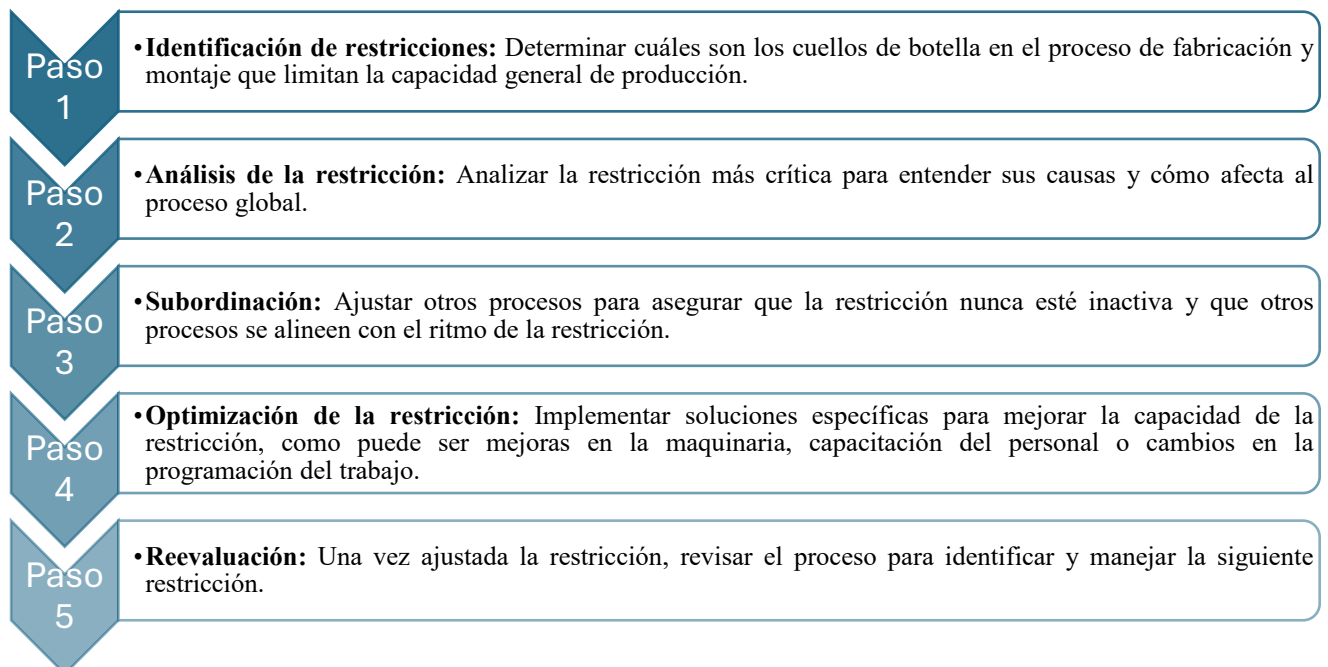 Paso
1
•Identificación de restricciones: Determinar cuáles son los cuellos de botella en el proceso de fabricación y
montaje que limitan la capacidad general de producción.
Paso
2
•Análisis de la restricción: Analizar la restricción más crítica para entender sus causas y cómo afecta al
proceso global.
Paso
3
•Subordinación: Ajustar otros procesos para asegurar que la restricción nunca esté inactiva y que otros
procesos se alineen con el ritmo de la restricción.
Paso
4
•Optimización de la restricción: Implementar soluciones específicas para mejorar la capacidad de la
restricción, como puede ser mejoras en la maquinaria, capacitación del personal o cambios en la
programación del trabajo.
Paso
5
•Reevaluación: Una vez ajustada la restricción, revisar el proceso para identificar y manejar la siguiente
restricción.